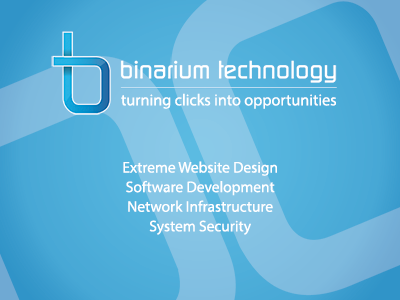 binarium technology
turning clicks into opportunities
Extreme Website Design
Software Development
Network Infrastructure
System Security